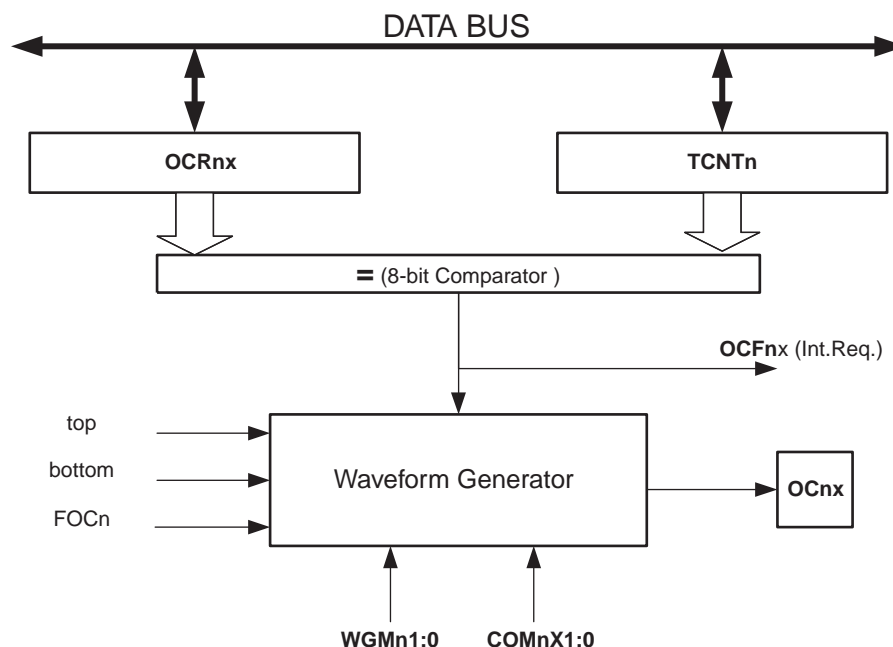 DATA BUS
OCRnx
TCNTn
= (8-bit Comparator )
OCFnx (Int.Req.)
top
bottom
FOCn
Waveform Generator
OCnx
WGMn1:0
COMnX1:0